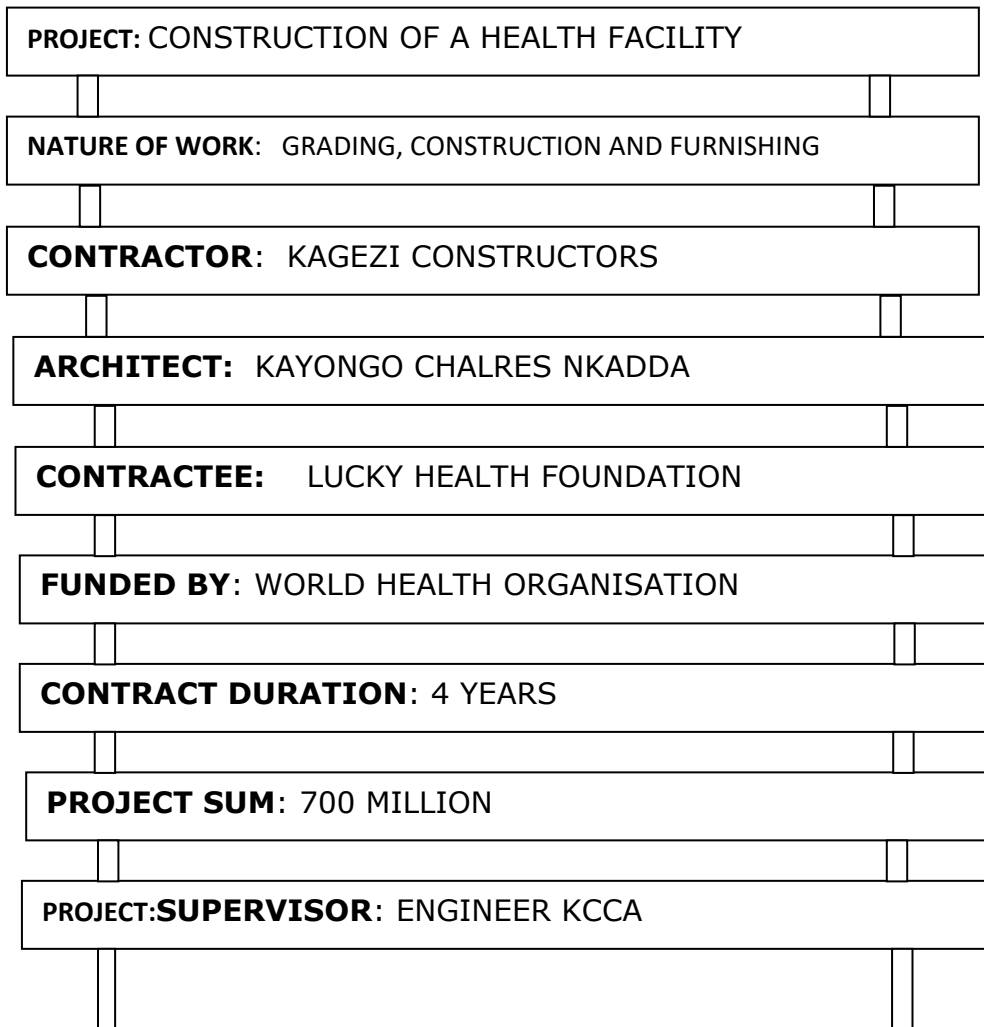 PROJECT: CONSTRUCTION OF A HEALTH FACILITY
NATURE OF WORK: GRADING, CONSTRUCTION AND FURNISHING
CONTRACTOR: KAGEZI CONSTRUCTORS
ARCHITECT: KAYONGO CHALRES NKADDA
CONTRACTEE: LUCKY HEALTH FOUNDATION
FUNDED BY: WORLD HEALTH ORGANISATION
CONTRACT DURATION: 4 YEARS
PROJECT SUM: 700 MILLION
PROJECT:SUPERVISOR: ENGINEER KCCA